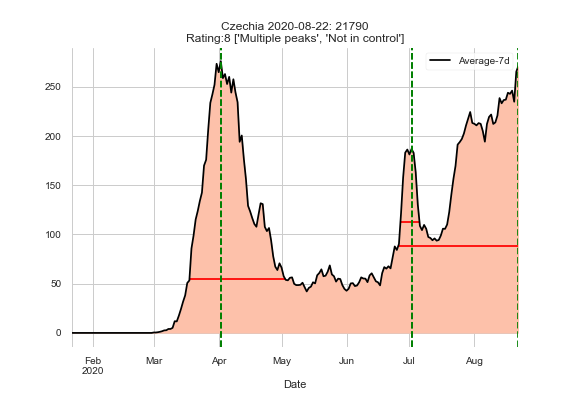 Czechia 2020-08-22: 21790
Rating:8 ['Multiple peaks', 'Not in control']
Average-7d
250
200
150
100
50
0
Feb Mar Apr May Jun Jul Aug
2020
Date